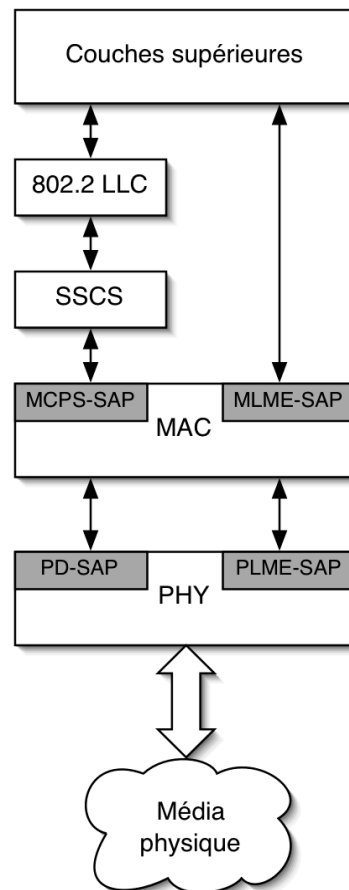 Couches supérieures
802.2 LLC
SSCS
MCPS-SAP
MLME-SAP
MAC
PD-SAP
PLME-SAP
PHY
Média
physique